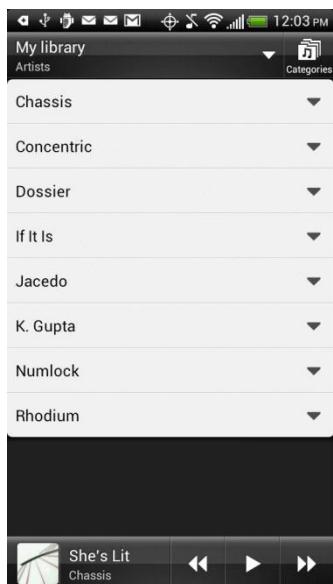 12:03 PM
My library
Artists
Categories
Chassis
Concentric
Dossier
If It Is
Jacedo
K. Gupta
Numlock
Rhodium
She's Lit
Chassis